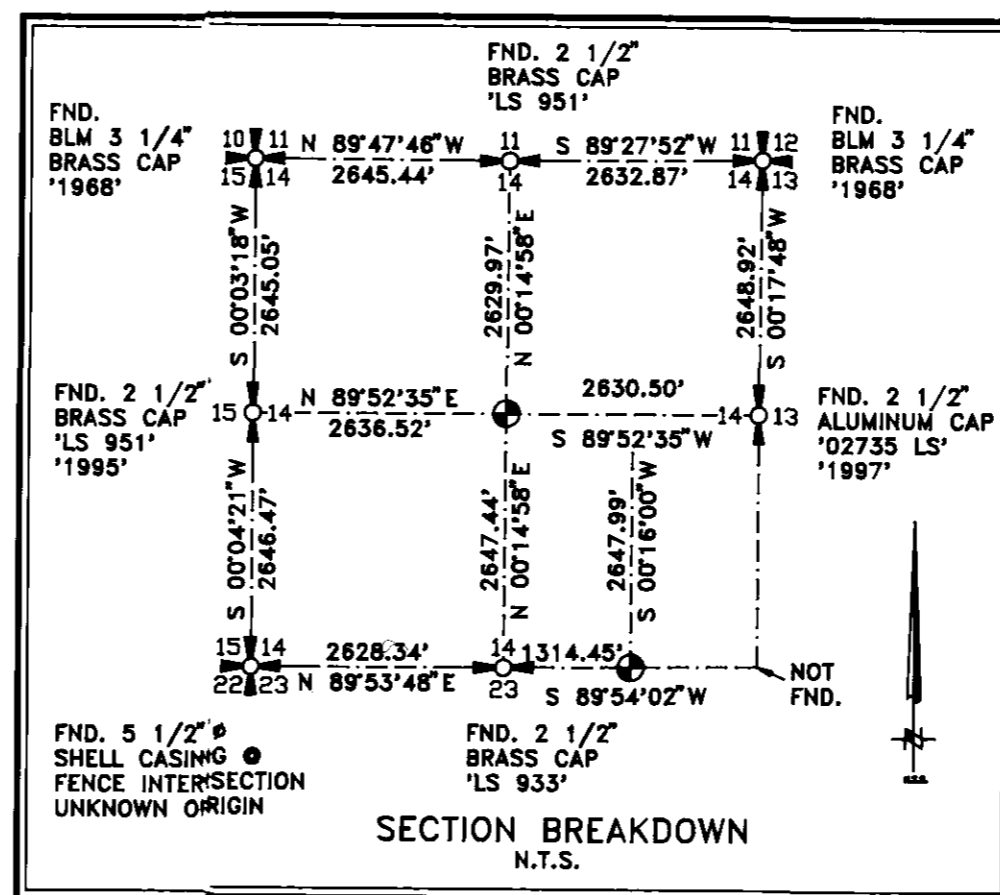 FND. 2 1/2"
BRASS CAP
'LS 951'
FND.
BLM 3 1/4"
BRASS CAP
'1968'
FND.
BLM 3 1/4"
BRASS CAP
'1968'
10 11
15 14
N 89°47'46"W
2645.44'
11
14
S 89°27'52"W
2632.87'
11 12
14 13
S 00°03'18"W
2645.05'
2629.97'
N 00°14'58"E
2648.92'
S 00°17'48"W
FND. 2 1/2"
BRASS CAP
'LS 951'
'1995'
15 14
N 89°52'35"E
2636.52'
2630.50'
S 89°52'35"W
14 13
FND. 2 1/2"
ALUMINUM CAP
'02735 LS'
'1997'
S 00°04'21"W
2646.47'
2647.44'
N 00°14'58"E
2647.99'
S 00°16'00"W
15 14
22 23
2628.34'
N 89°53'48"E
14
23
1314.45'
S 89°54'02"W
NOT
FND.
FND. 5 1/2"ø
SHELL CASING
FENCE INTERSECTION
UNKNOWN ORIGIN
FND. 2 1/2"
BRASS CAP
'LS 933'
SECTION BREAKDOWN
N.T.S.